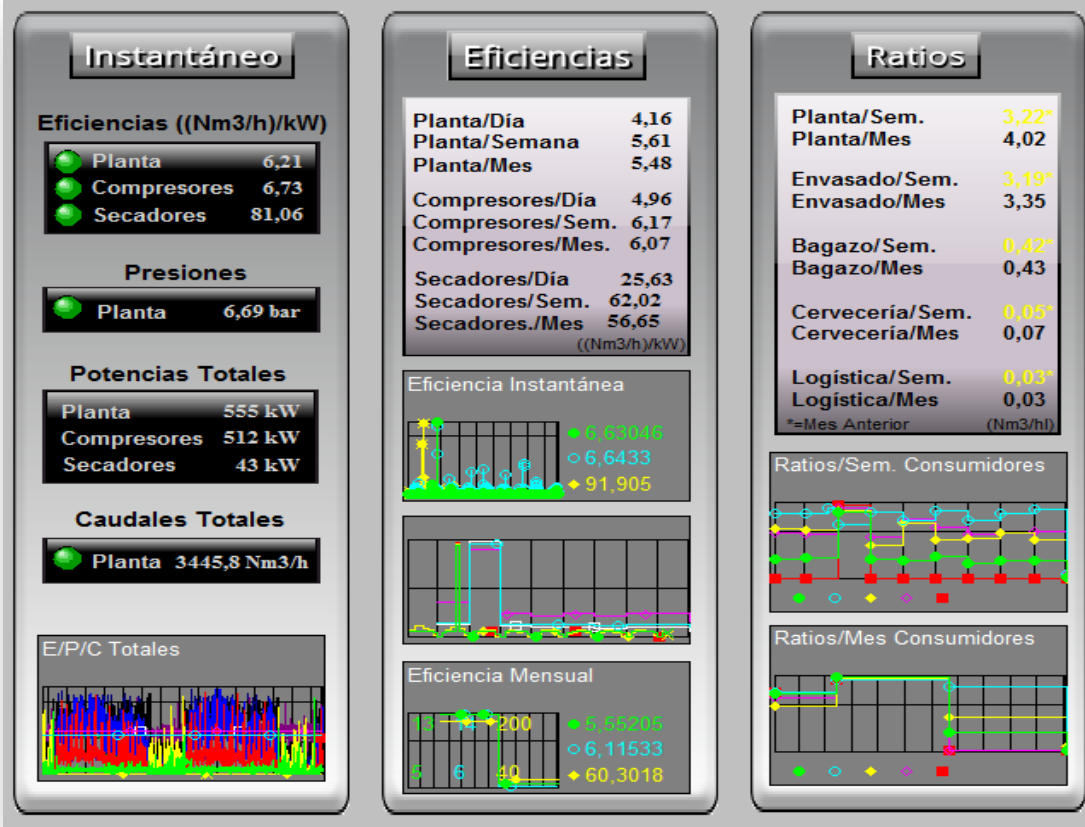 Instantáneo
Eficiencias ((Nm3/h)/kW)
Planta 6,21
Compresores 6,73
Secadores 81,06
Presiones
Planta 6,69 bar
Potencias Totales
Planta 555 kW
Compresores 512 kW
Secadores 43 kW
Caudales Totales
Planta 3445,8 Nm3/h
E/P/C Totales
Eficiencias
Planta/Día 4,16
Planta/Semana 5,61
Planta/Mes 5,48
Compresores/Día 4,96
Compresores/Sem. 6,17
Compresores/Mes. 6,07
Secadores/Día 25,63
Secadores/Sem. 62,02
Secadores./Mes 56,65
((Nm3/h)/kW)
Eficiencia Instantánea
6,63046
6,6433
91,905
Eficiencia Mensual
13 14 200 5,55205
6,11533
5 6 40 60,3018
Ratios
Planta/Sem. 3,22*
Planta/Mes 4,02
Envasado/Sem. 3,19*
Envasado/Mes 3,35
Bagazo/Sem. 0,42*
Bagazo/Mes 0,43
Cervecería/Sem. 0,05*
Cervecería/Mes 0,07
Logística/Sem. 0,03*
Logística/Mes 0,03
*=Mes Anterior (Nm3/hl)
Ratios/Sem. Consumidores
Ratios/Mes Consumidores